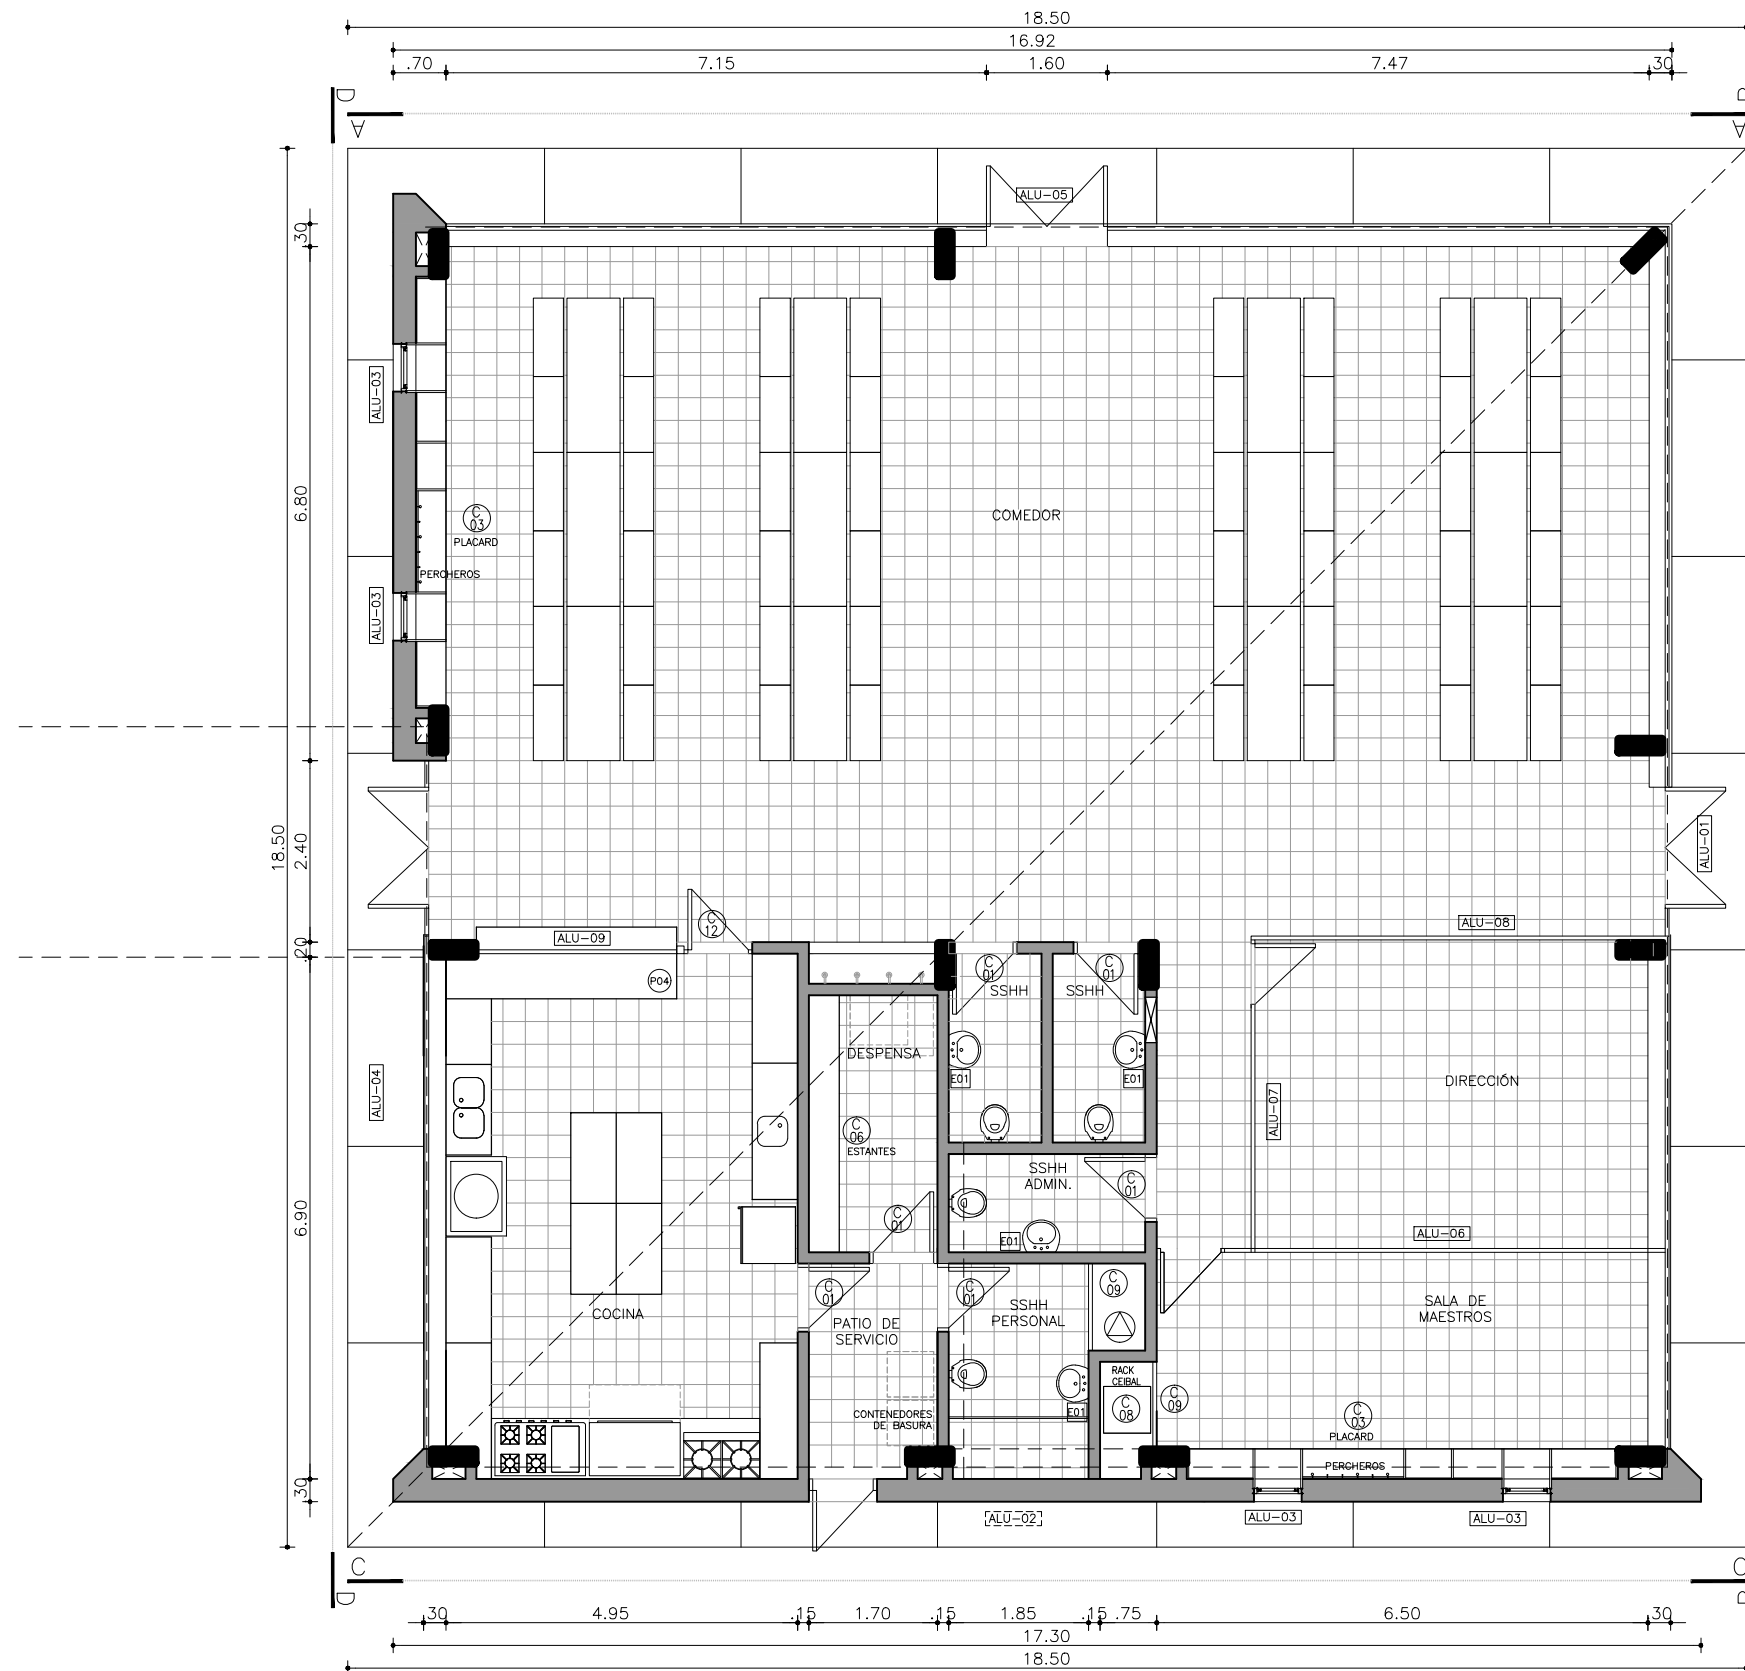 18.50
16.92
.70
7.15
1.60
7.47
.30
D
A
A
ALU-05
.30
ALU-03
6.80
C
03
PLACARD
COMEDOR
PERCHEROS
ALU-03
18.50
2.40
ALU-01
C
12
ALU-09
ALU-08
.20
P04
C
01
SSHH
C
01
SSHH
DESPENSA
E01
E01
DIRECCIÓN
ALU-04
ALU-07
C
06
ESTANTES
SSHH
ADMIN.
C
01
6.90
C
01
E01
ALU-06
C
01
C
01
C
09
COCINA
PATIO DE
SERVICIO
SSHH
PERSONAL
SALA DE
MAESTROS
RACK
CEIBAL
C
08
C
09
CONTENEDORES
DE BASURA
E01
C
03
PLACARD
PERCHEROS
.30
ALU-02
ALU-03
ALU-03
C
D
.30
4.95
.15
1.70
.15
1.85
.15
.75
6.50
.30
17.30
18.50